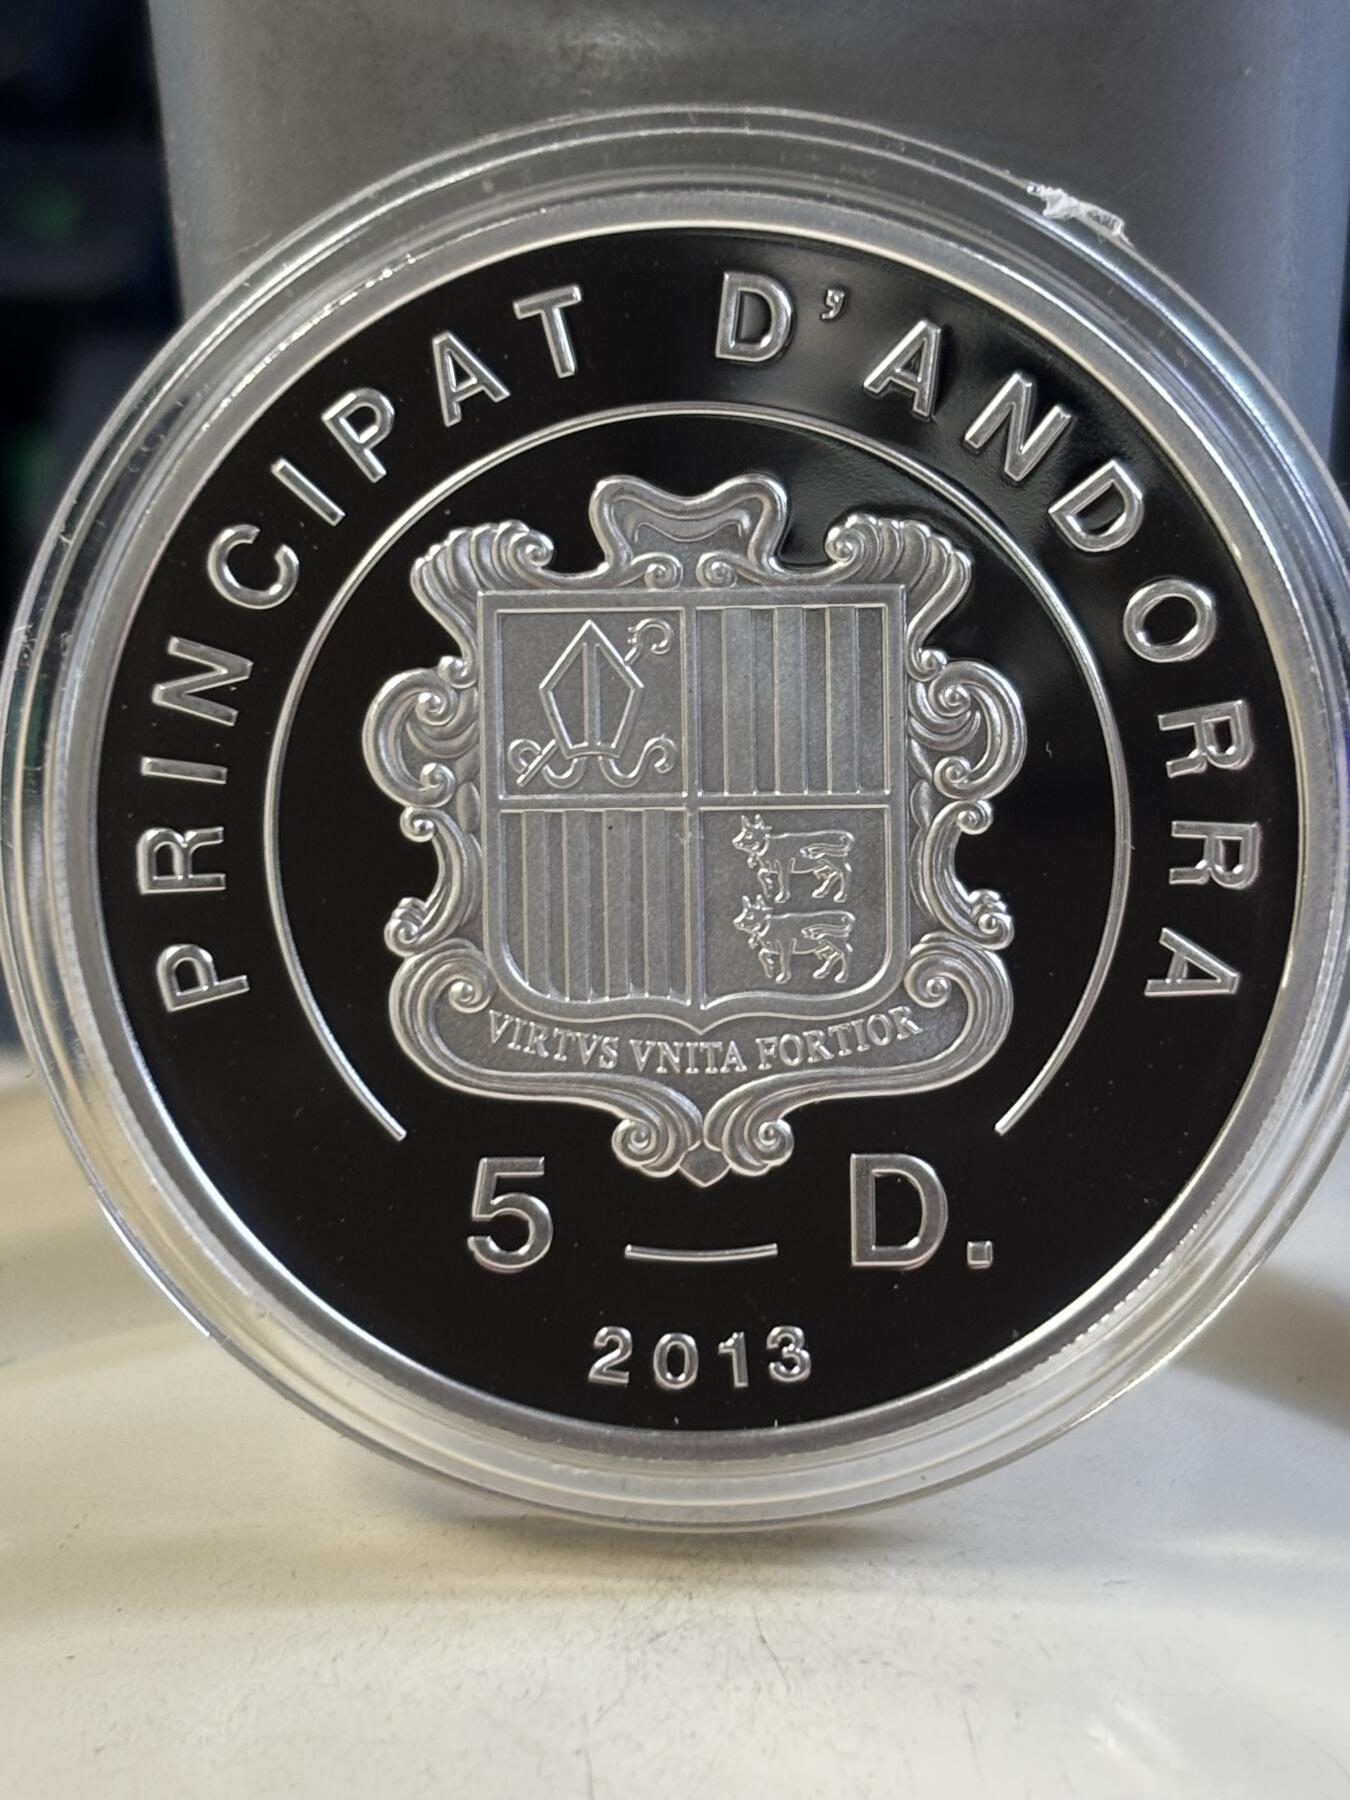 PRINCIPAT D'ANDORRA
VIRTVS VNITA FORTIOR
5 — D.
2013